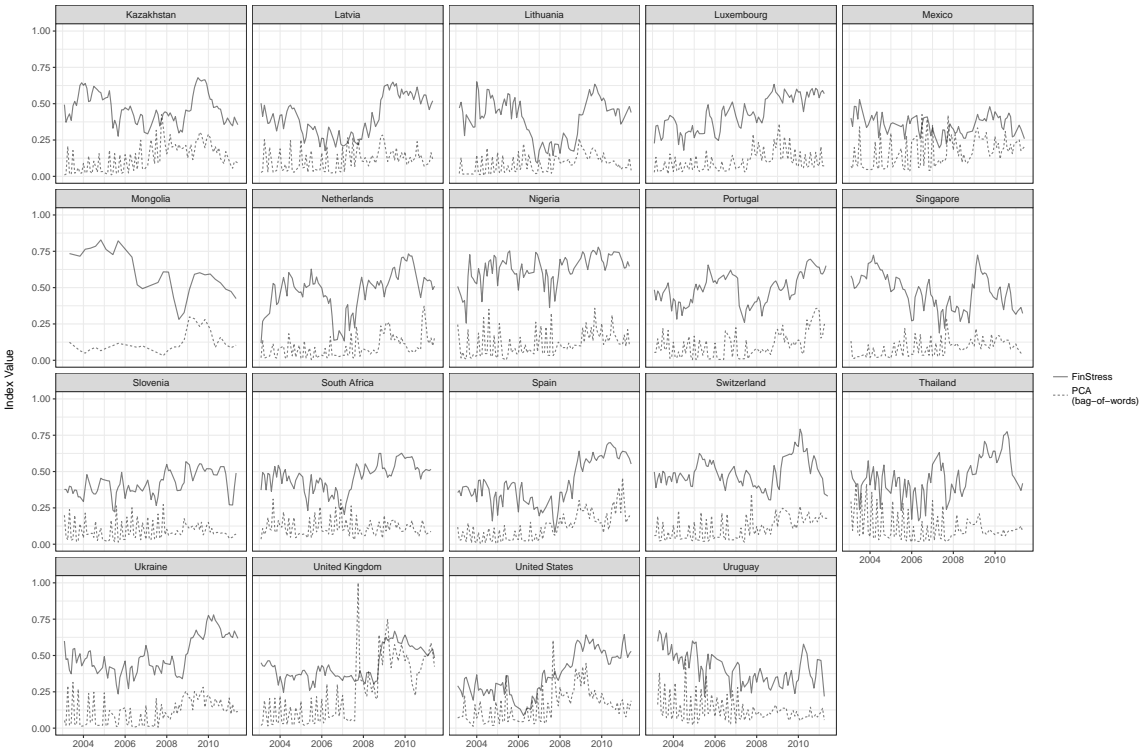 Kazakhstan Latvia Lithuania Luxembourg Mexico
1.00
0.75
0.50
0.25
0.00
Mongolia Netherlands Nigeria Portugal Singapore
1.00
0.75
0.50
0.25
0.00
Slovenia South Africa Spain Switzerland Thailand
1.00
0.75
0.50
0.25
0.00
2004 2006 2008 2010
Ukraine United Kingdom United States Uruguay
1.00
0.75
0.50
0.25
0.00
2004 2006 2008 2010 2004 2006 2008 2010 2004 2006 2008 2010 2004 2006 2008 2010
Index Value
FinStress
PCA
(bag−of−words)